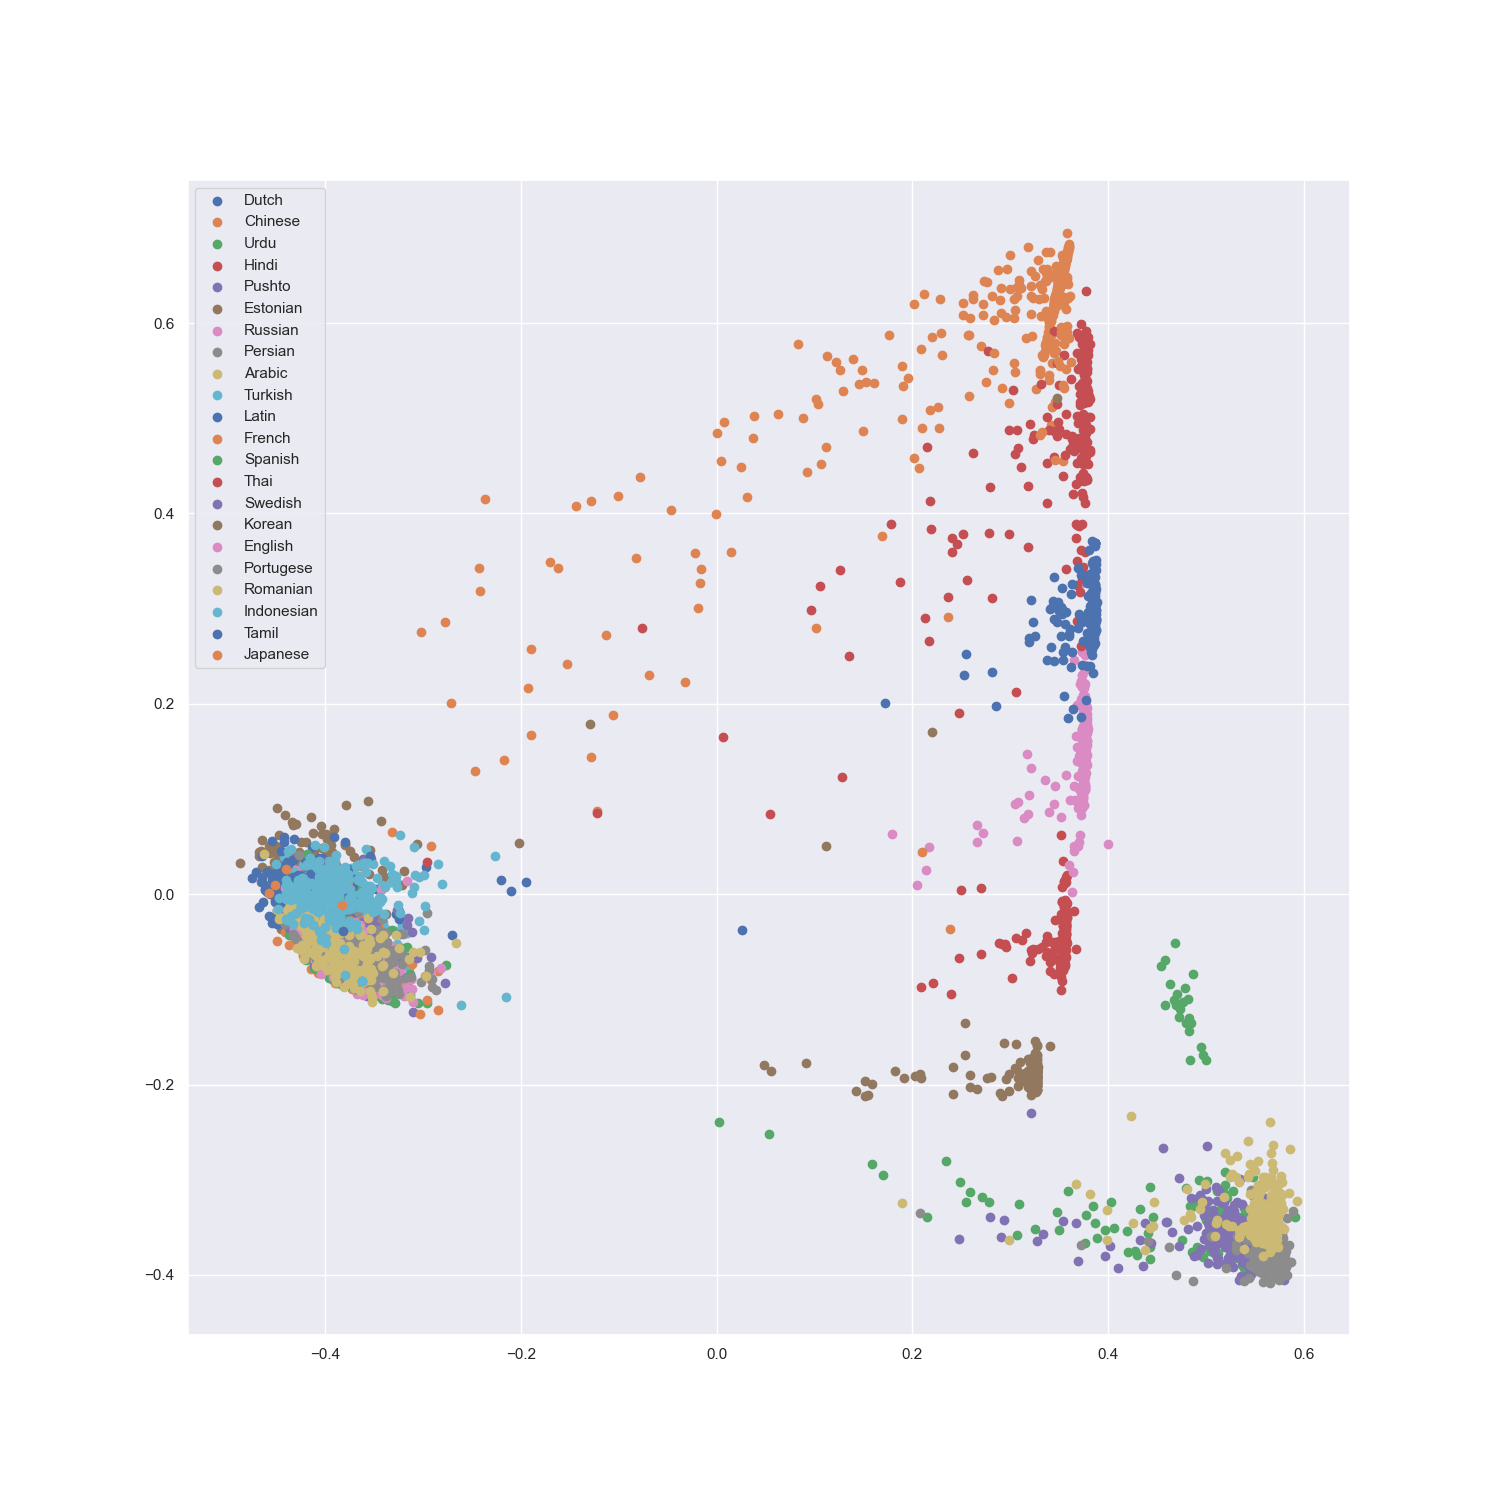 Dutch
Chinese
Urdu
Hindi
Pushto
Estonian
Russian
Persian
Arabic
Turkish
Latin
French
Spanish
Thai
Swedish
Korean
English
Portugese
Romanian
Indonesian
Tamil
Japanese
0.6
0.4
0.2
0.0
−0.2
−0.4
−0.4 −0.2 0.0 0.2 0.4 0.6